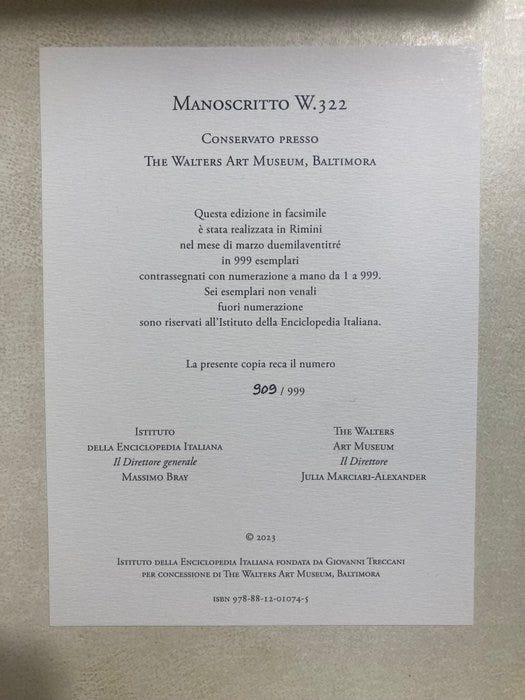 Manoscritto W.322
Conservato presso
The Walters Art Museum, Baltimora
Questa edizione in facsimile
è stata realizzata in Rimini
nel mese di marzo duemilaventitré
in 999 esemplari
contrassegnati con numerazione a mano da 1 a 999.
Sei esemplari non venali
fuori numerazione
sono riservati all'Istituto della Enciclopedia Italiana.
La presente copia reca il numero
909 / 999
Istituto
della Enciclopedia Italiana
Il Direttore generale
Massimo Bray
The Walters
Art Museum
Il Direttore
Julia Marciari-Alexander
© 2023
Istituto della Enciclopedia Italiana fondata da Giovanni Treccani
per concessione di The Walters Art Museum, Baltimora
ISBN 978-88-12-01074-5